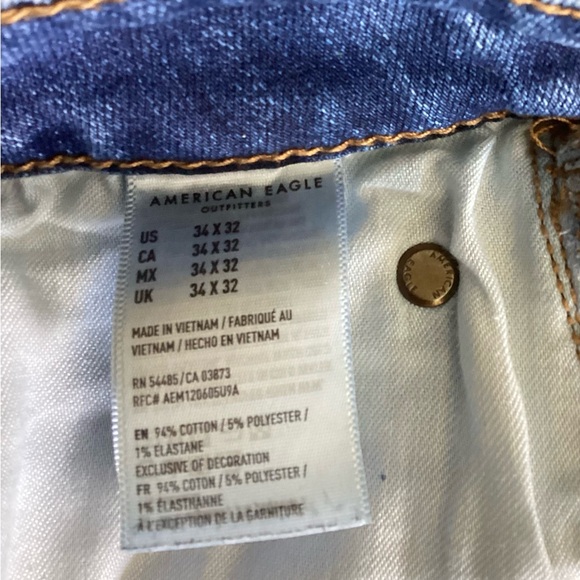 AMERICAN EAGLE
OUTFITTERS
US 34 X 32
CA 34 X 32
MX 34 X 32
UK 34 X 32
MADE IN VIETNAM / FABRIQUÉ AU
VIETNAM / HECHO EN VIETNAM
RN 54485/CA 03873
RFC# AEM120605U9A
EN 94% COTTON / 5% POLYESTER /
1% ELASTANE
EXCLUSIVE OF DECORATION
FR 94% COTON / 5% POLYESTER /
1% ÉLASTHANNE
À L'EXCEPTION DE LA GARNITURE
AMERICAN
EAGLE